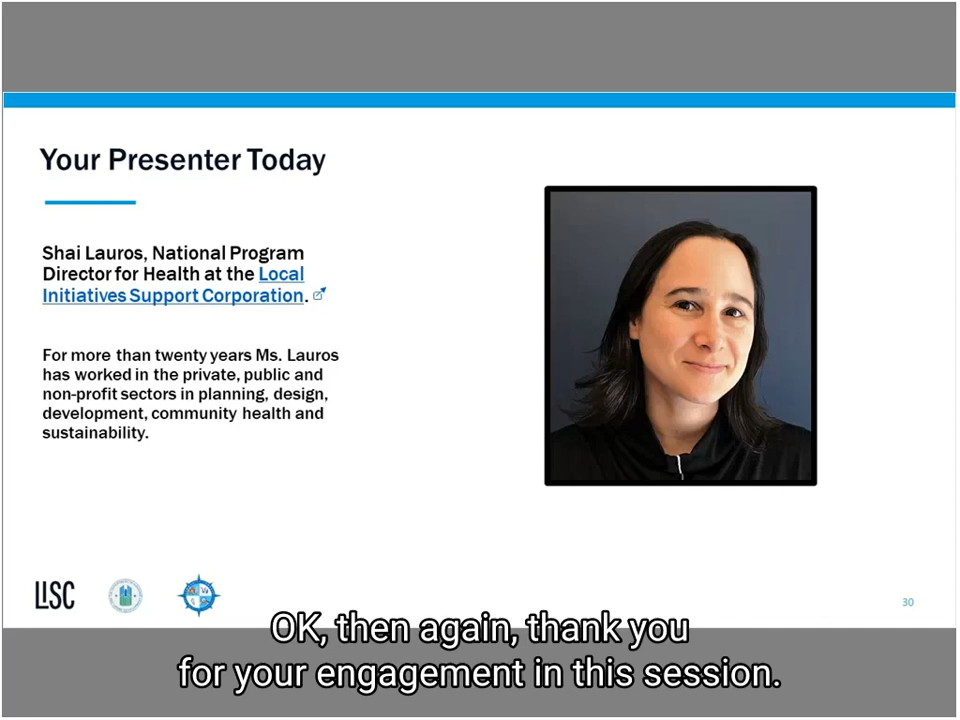 Your Presenter Today
Shai Lauros, National Program
Director for Health at the Local
Initiatives Support Corporation.
For more than twenty years Ms. Lauros
has worked in the private, public and
non-profit sectors in planning, design,
development, community health and
sustainability.
LISC
30
OK, then again, thank you
for your engagement in this session.